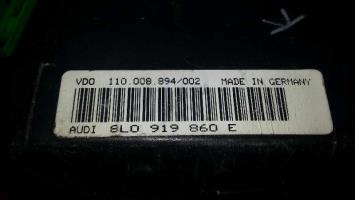 VDO 110.008.894/002 MADE IN GERMANY
AUDI 8L0 919 860 E